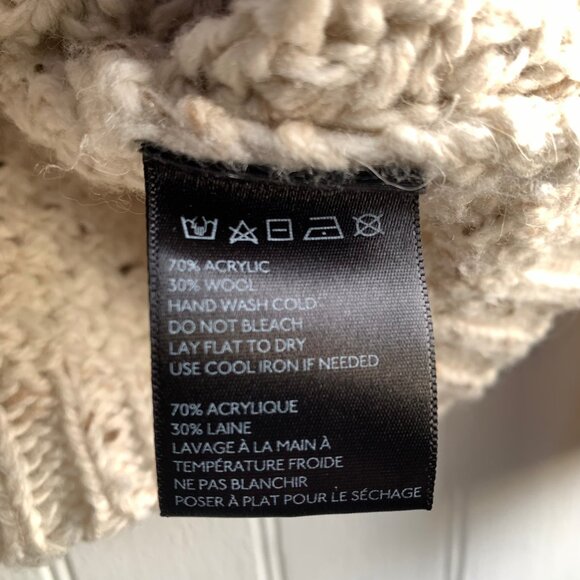 70% ACRYLIC
30% WOOL
HAND WASH COLD
DO NOT BLEACH
LAY FLAT TO DRY
USE COOL IRON IF NEEDED
70% ACRYLIQUE
30% LAINE
LAVAGE À LA MAIN À
TEMPÉRATURE FROIDE
NE PAS BLANCHIR
POSER À PLAT POUR LE SÉCHAGE